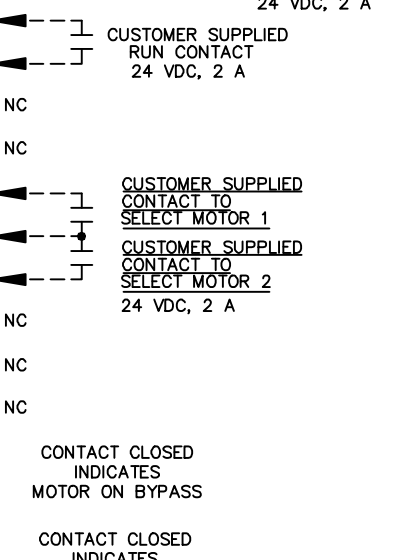 24 VDC, 2 A
CUSTOMER SUPPLIED
RUN CONTACT
24 VDC, 2 A
NC
NC
CUSTOMER SUPPLIED
CONTACT TO
SELECT MOTOR 1
CUSTOMER SUPPLIED
CONTACT TO
SELECT MOTOR 2
24 VDC, 2 A
NC
NC
NC
CONTACT CLOSED
INDICATES
MOTOR ON BYPASS
CONTACT CLOSED
INDICATES